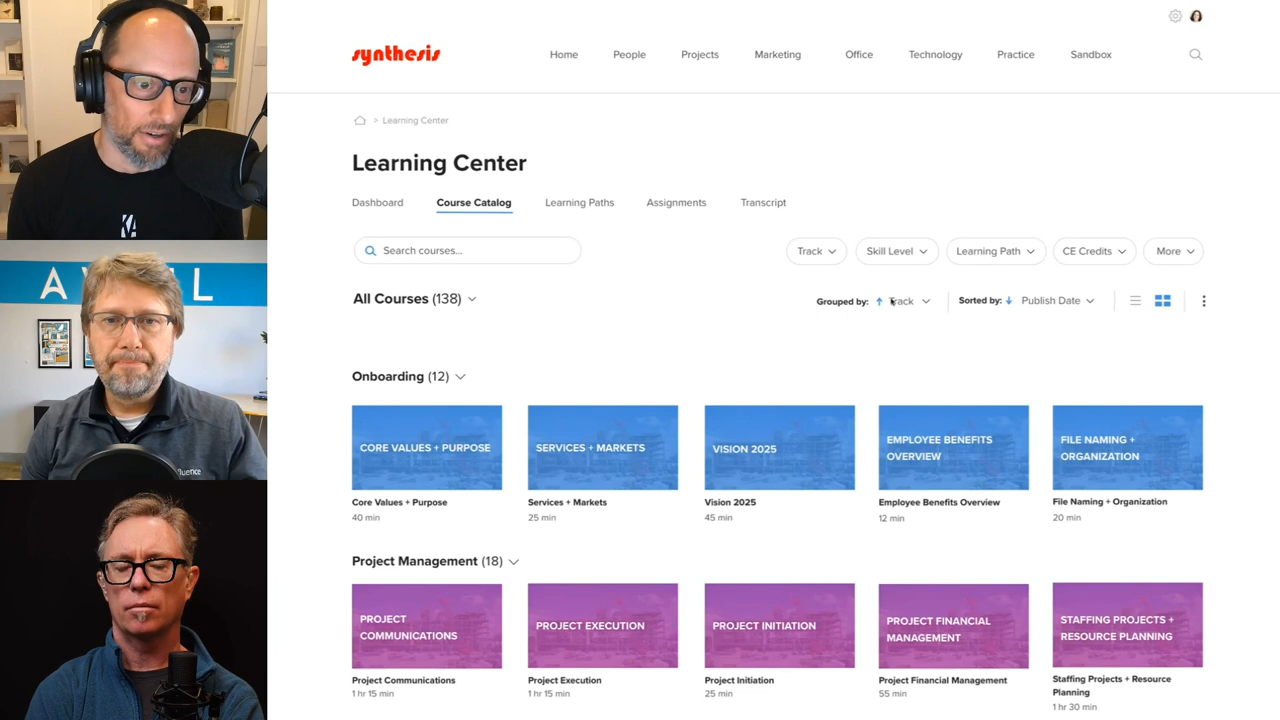 synthesis
Home People Projects Marketing Office Technology Practice Sandbox
> Learning Center
Learning Center
Dashboard Course Catalog Learning Paths Assignments Transcript
Search courses...
Track Skill Level Learning Path CE Credits More
All Courses (138)
Grouped by: Track Sorted by: Publish Date
Onboarding (12)
CORE VALUES + PURPOSE
SERVICES + MARKETS
VISION 2025
EMPLOYEE BENEFITS
OVERVIEW
FILE NAMING +
ORGANIZATION
Core Values + Purpose
40 min
Services + Markets
25 min
Vision 2025
45 min
Employee Benefits Overview
12 min
File Naming + Organization
20 min
Project Management (18)
PROJECT
COMMUNICATIONS
PROJECT EXECUTION
PROJECT INITIATION
PROJECT FINANCIAL
MANAGEMENT
STAFFING PROJECTS +
RESOURCE PLANNING
Project Communications
1 hr 15 min
Project Execution
1 hr 15 min
Project Initiation
25 min
Project Financial Management
55 min
Staffing Projects + Resource
Planning
1 hr 30 min